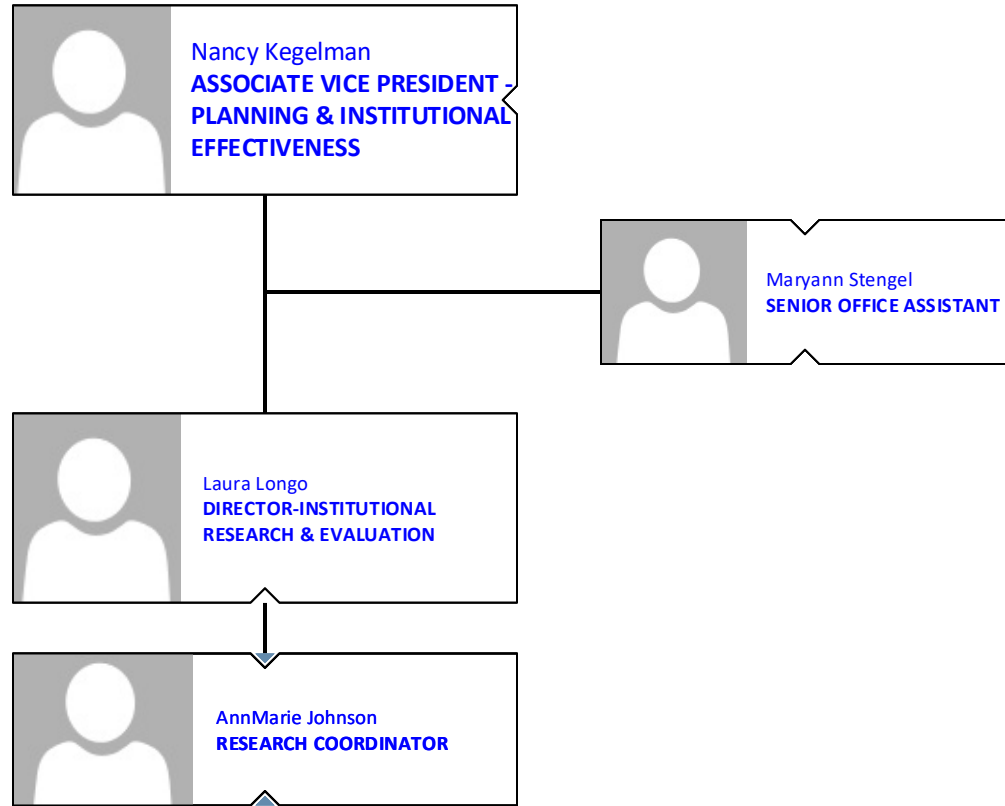 Nancy Kegelman
ASSOCIATE VICE PRESIDENT -
PLANNING & INSTITUTIONAL
EFFECTIVENESS
Maryann Stengel
SENIOR OFFICE ASSISTANT
Laura Longo
DIRECTOR-INSTITUTIONAL
RESEARCH & EVALUATION
AnnMarie Johnson
RESEARCH COORDINATOR